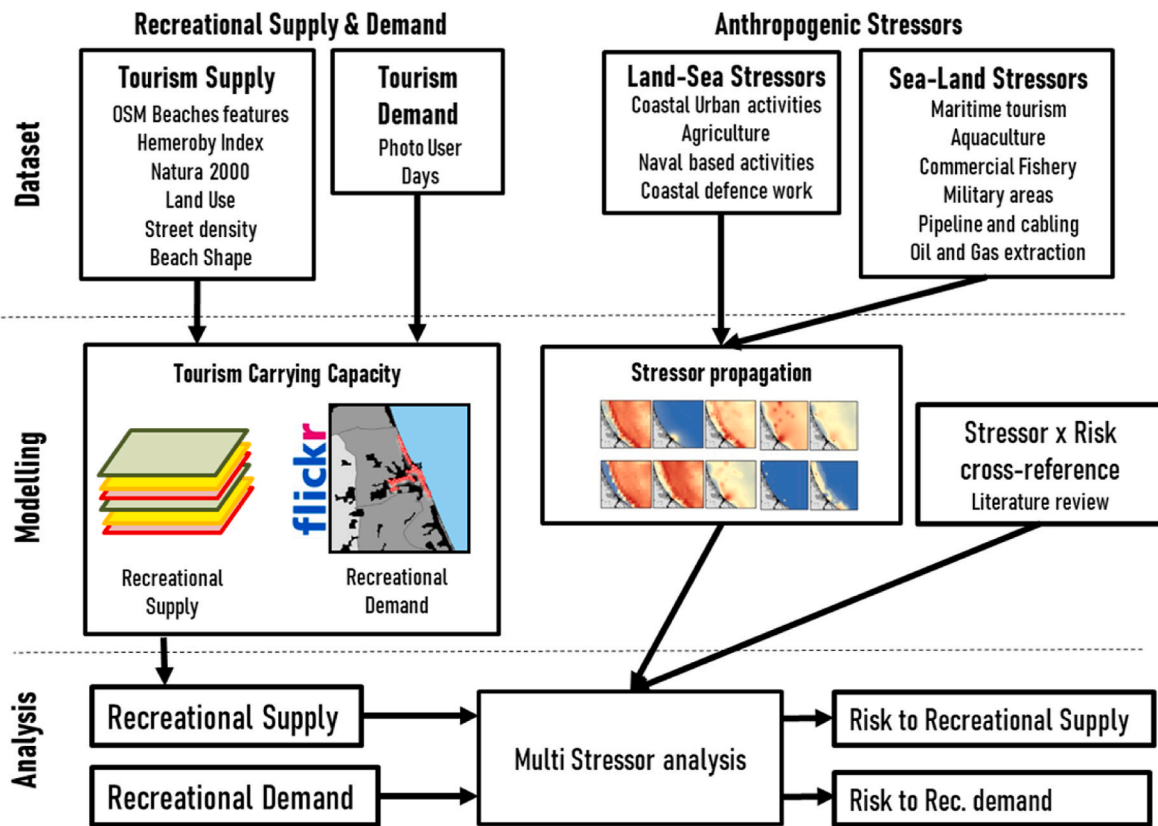 Recreational Supply & Demand
Anthropogenic Stressors
Dataset
Tourism Supply
OSM Beaches features
Hemeroby Index
Natura 2000
Land Use
Street density
Beach Shape
Tourism
Demand
Photo User
Days
Land-Sea Stressors
Coastal Urban activities
Agriculture
Naval based activities
Coastal defence work
Sea-Land Stressors
Maritime tourism
Aquaculture
Commercial Fishery
Military areas
Pipeline and cabling
Oil and Gas extraction
Modelling
Tourism Carrying Capacity
flickr
Recreational
Supply
Recreational
Demand
Stressor propagation
Stressor x Risk
cross-reference
Literature review
Analysis
Recreational Supply
Recreational Demand
Multi Stressor analysis
Risk to Recreational Supply
Risk to Rec. demand